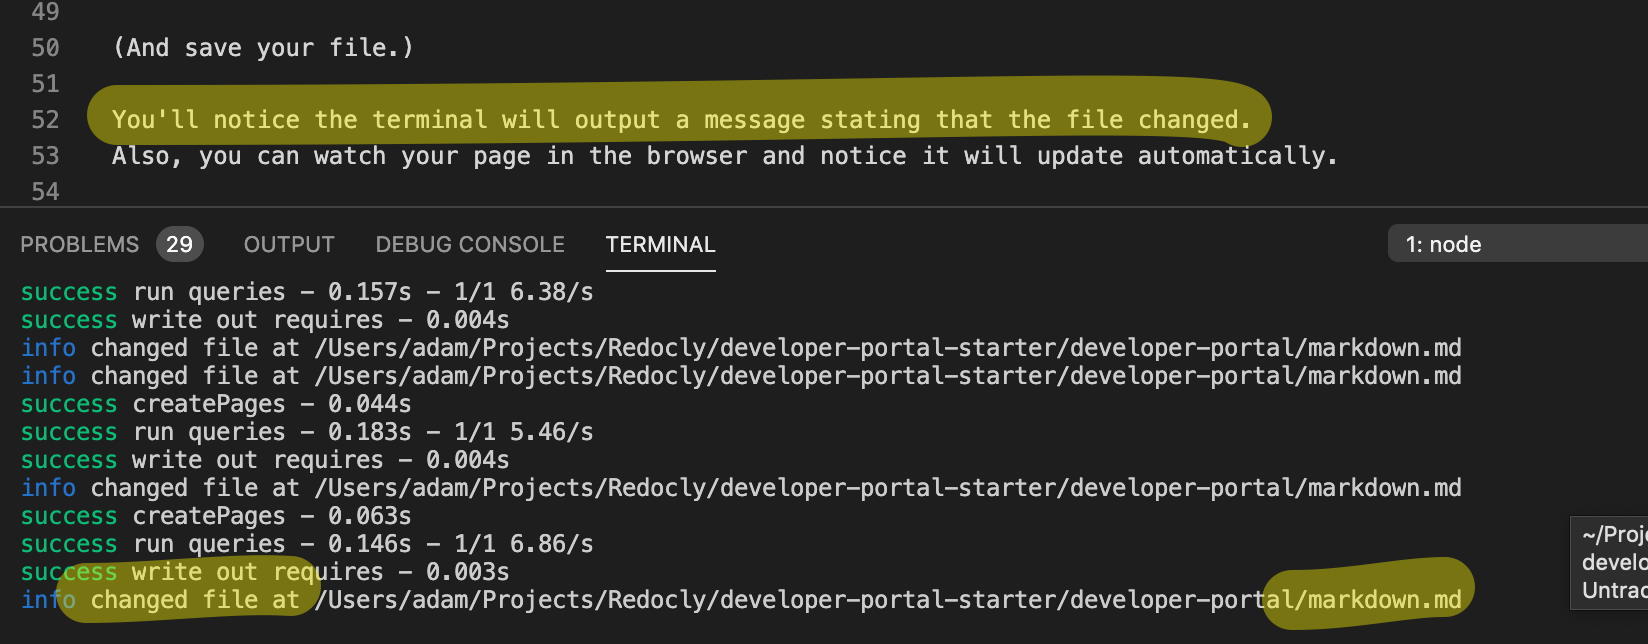 49
50 (And save your file.)
51
52 You'll notice the terminal will output a message stating that the file changed.
53 Also, you can watch your page in the browser and notice it will update automatically.
54
PROBLEMS 29 OUTPUT DEBUG CONSOLE TERMINAL 1: node
success run queries — 0.157s — 1/1 6.38/s
success write out requires — 0.004s
info changed file at /Users/adam/Projects/Redocly/developer-portal-starter/developer-portal/markdown.md
info changed file at /Users/adam/Projects/Redocly/developer-portal-starter/developer-portal/markdown.md
success createPages — 0.044s
success run queries — 0.183s — 1/1 5.46/s
success write out requires — 0.004s
info changed file at /Users/adam/Projects/Redocly/developer-portal-starter/developer-portal/markdown.md
success createPages — 0.063s
success run queries — 0.146s — 1/1 6.86/s
success write out requires — 0.003s
info changed file at /Users/adam/Projects/Redocly/developer-portal-starter/developer-portal/markdown.md
~/Proj
develo
Untrac